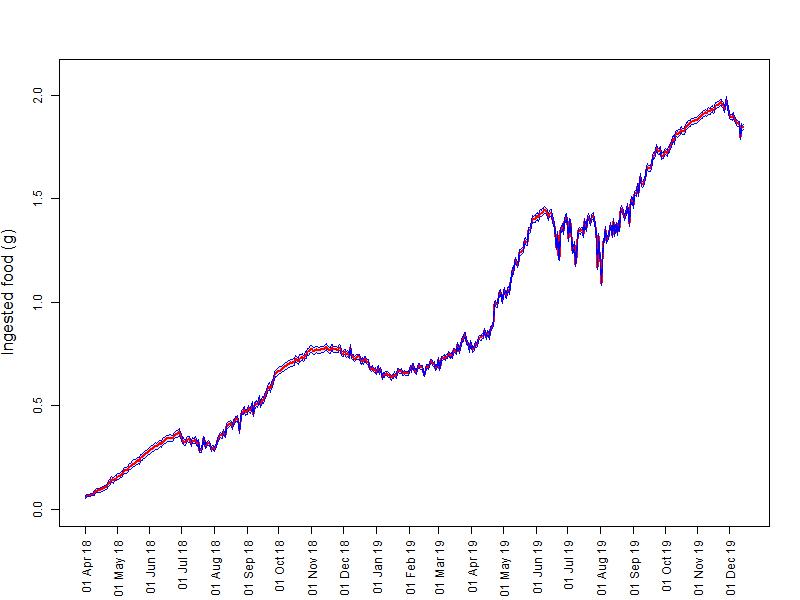 Ingested food (g)
2.0
1.5
1.0
0.5
0.0
01 Apr 18
01 May 18
01 Jun 18
01 Jul 18
01 Aug 18
01 Sep 18
01 Oct 18
01 Nov 18
01 Dec 18
01 Jan 19
01 Feb 19
01 Mar 19
01 Apr 19
01 May 19
01 Jun 19
01 Jul 19
01 Aug 19
01 Sep 19
01 Oct 19
01 Nov 19
01 Dec 19